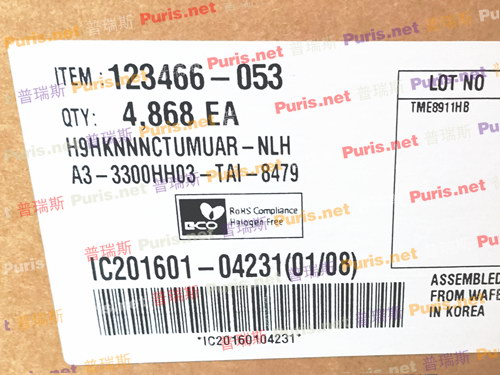 ITEM : 123466-053
QTY: 4,868 EA
H9HKNNNCTUMUAR-NLH
A3-3300HH03-TAI-8479
ECO
RoHS Compliance
Halogen Free
IC201601-04231(01/08)
*IC20160104231*
LOT NO
TME8911HB
ASSEMBLED
FROM WAFE
IN KOREA
普瑞斯 Puris.net